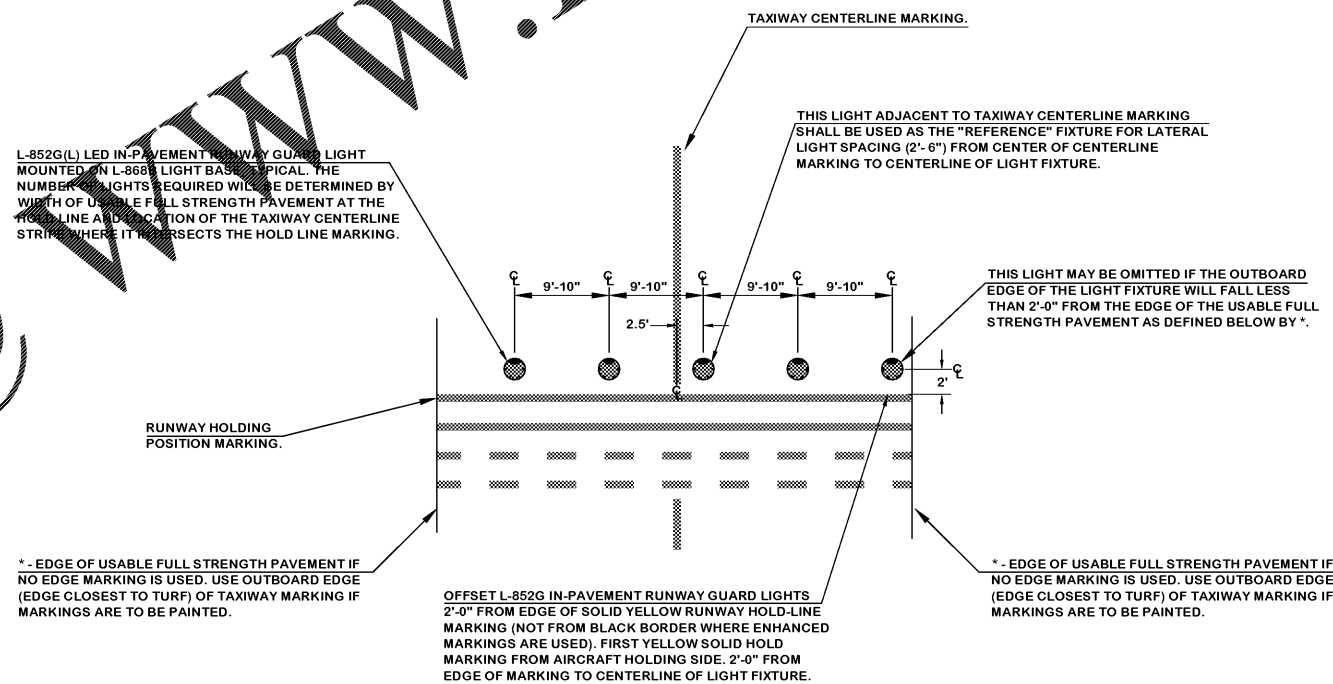 TAXIWAY CENTERLINE MARKING.
THIS LIGHT ADJACENT TO TAXIWAY CENTERLINE MARKING
SHALL BE USED AS THE "REFERENCE" FIXTURE FOR LATERAL
LIGHT SPACING (2'- 6") FROM CENTER OF CENTERLINE
MARKING TO CENTERLINE OF LIGHT FIXTURE.
L-852G(L) LED IN-PAVEMENT RUNWAY GUARD LIGHT
MOUNTED ON L-868B LIGHT BASE, TYPICAL. THE
NUMBER OF LIGHTS REQUIRED WILL BE DETERMINED BY
WIDTH OF USABLE FULL STRENGTH PAVEMENT AT THE
HOLD LINE AND LOCATION OF THE TAXIWAY CENTERLINE
STRIPE WHERE IT INTERSECTS THE HOLD LINE MARKING.
THIS LIGHT MAY BE OMITTED IF THE OUTBOARD
EDGE OF THE LIGHT FIXTURE WILL FALL LESS
THAN 2'-0" FROM THE EDGE OF THE USABLE FULL
STRENGTH PAVEMENT AS DEFINED BELOW BY *.
℄ ℄ ℄ ℄ ℄
9'-10" 9'-10" 9'-10" 9'-10"
2.5'
℄
2'
℄
RUNWAY HOLDING
POSITION MARKING.
* - EDGE OF USABLE FULL STRENGTH PAVEMENT IF
NO EDGE MARKING IS USED. USE OUTBOARD EDGE
(EDGE CLOSEST TO TURF) OF TAXIWAY MARKING IF
MARKINGS ARE TO BE PAINTED.
OFFSET L-852G IN-PAVEMENT RUNWAY GUARD LIGHTS
2'-0" FROM EDGE OF SOLID YELLOW RUNWAY HOLD-LINE
MARKING (NOT FROM BLACK BORDER WHERE ENHANCED
MARKINGS ARE USED). FIRST YELLOW SOLID HOLD
MARKING FROM AIRCRAFT HOLDING SIDE. 2'-0" FROM
EDGE OF MARKING TO CENTERLINE OF LIGHT FIXTURE.
* - EDGE OF USABLE FULL STRENGTH PAVEMENT IF
NO EDGE MARKING IS USED. USE OUTBOARD EDGE
(EDGE CLOSEST TO TURF) OF TAXIWAY MARKING IF
MARKINGS ARE TO BE PAINTED.
www.